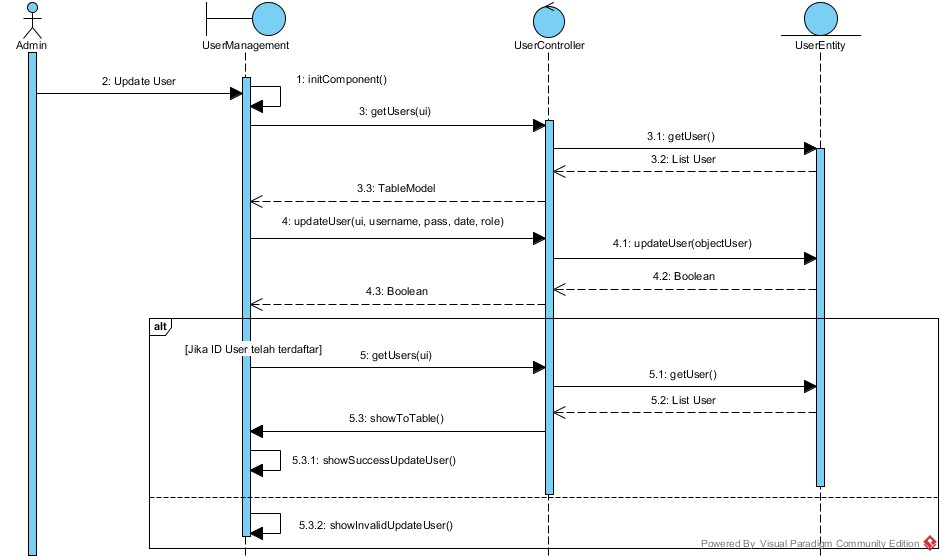 Admin
UserManagement
UserController
UserEntity
1: initComponent()
2: Update User
3: getUsers(ui)
3.1: getUser()
3.2: List User
3.3: TableModel
4: updateUser(ui, username, pass, date, role)
4.1: updateUser(objectUser)
4.2: Boolean
4.3: Boolean
alt
[Jika ID User telah terdaftar]
5: getUsers(ui)
5.1: getUser()
5.2: List User
5.3: showToTable()
5.3.1: showSuccessUpdateUser()
5.3.2: showInvalidUpdateUser()
Powered By Visual Paradigm Community Edition